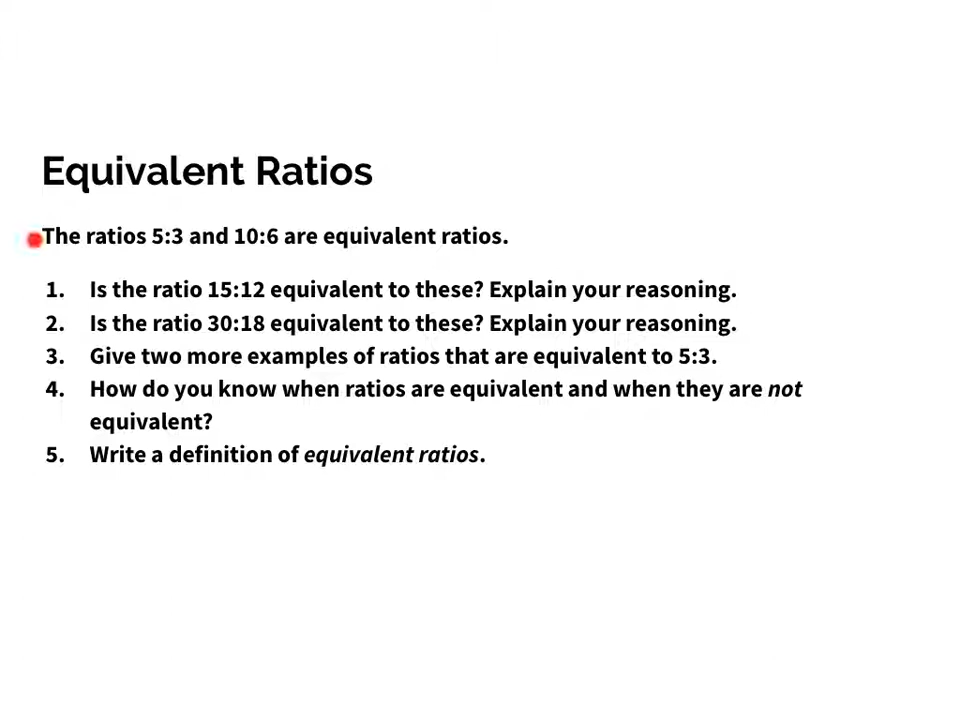 Equivalent Ratios
The ratios 5:3 and 10:6 are equivalent ratios.
1. Is the ratio 15:12 equivalent to these? Explain your reasoning.
2. Is the ratio 30:18 equivalent to these? Explain your reasoning.
3. Give two more examples of ratios that are equivalent to 5:3.
4. How do you know when ratios are equivalent and when they are not
equivalent?
5. Write a definition of equivalent ratios.